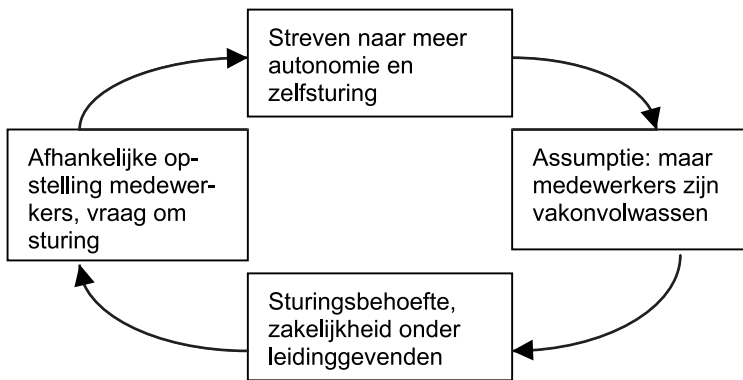 Streven naar meer
autonomie en
zelfsturing
Assumptie: maar
medewerkers zijn
vakonvolwassen
Sturingsbehoefte,
zakelijkheid onder
leidinggevenden
Afhankelijke op-
stelling medewer-
kers, vraag om
sturing